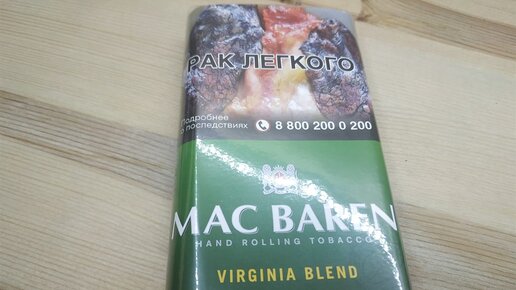 РАК ЛЕГКОГО
Подробнее
о последствиях
8 800 200 0 200
MAC BAREN
HAND ROLLING TOBACCO
VIRGINIA BLEND